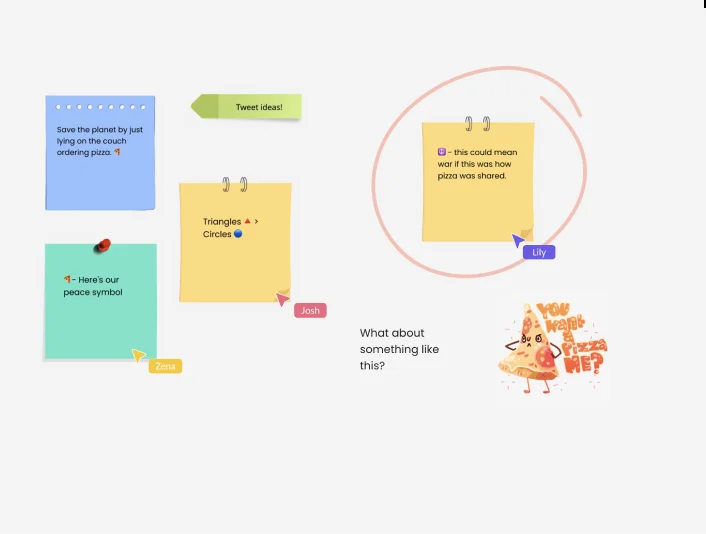 Tweet ideas!
Save the planet by just
lying on the couch
ordering pizza. 🍕
Triangles 🔺 >
Circles 🔵
Josh
🍕- Here's our
peace symbol
Zena
☮️ - this could mean
war if this was how
pizza was shared.
Lily
What about
something like
this?
YOU
WANT
A
PIZZA
ME?